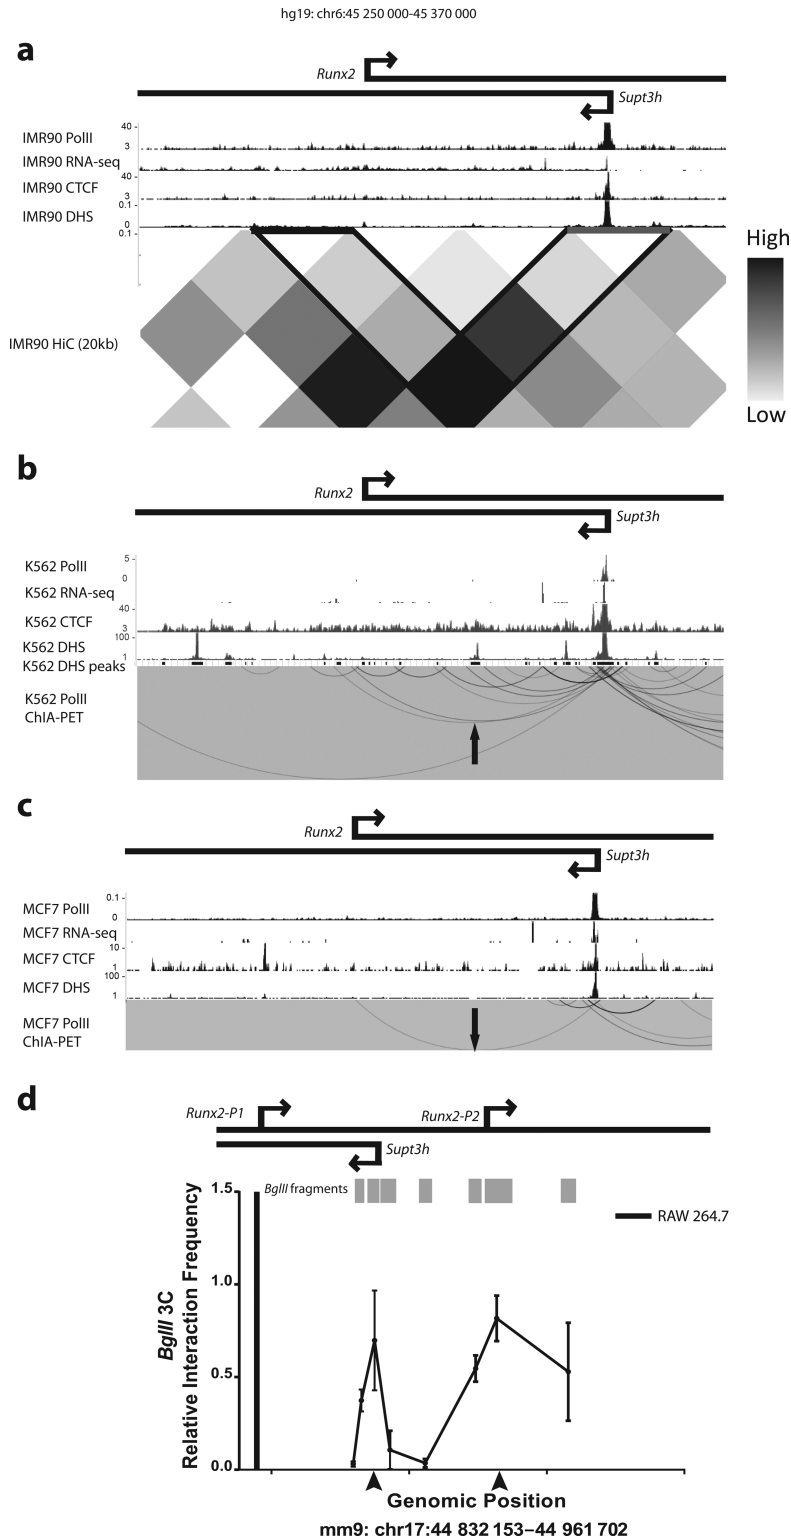 hg19: chr6:45 250 000-45 370 000
a
Runx2
Supt3h
IMR90 PolII
40
3
IMR90 RNA-seq
IMR90 CTCF
40
3
IMR90 DHS
0.1
0
0.1
High
IMR90 HiC (20kb)
Low
b
Runx2
Supt3h
K562 PolII
5
0
K562 RNA-seq
K562 CTCF
40
3
K562 DHS
100
1
K562 DHS peaks
K562 PolII
ChIA-PET
c
Runx2
Supt3h
MCF7 PolII
0.1
0
MCF7 RNA-seq
MCF7 CTCF
10
1
MCF7 DHS
100
1
MCF7 PolII
ChIA-PET
d
Runx2-P1
Runx2-P2
Supt3h
BglII fragments
RAW 264.7
BglII 3C
Relative Interaction Frequency
1.5
1.0
0.5
0.0
Genomic Position
mm9: chr17:44 832 153–44 961 702